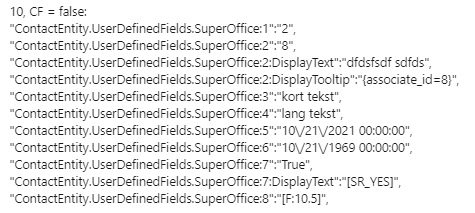 10, CF = false:
"ContactEntity.UserDefinedFields.SuperOffice:1":"2",
"ContactEntity.UserDefinedFields.SuperOffice:2":"8",
"ContactEntity.UserDefinedFields.SuperOffice:2:DisplayText":"dfdsfsdf sdfds",
"ContactEntity.UserDefinedFields.SuperOffice:2:DisplayTooltip":"{associate_id=8}",
"ContactEntity.UserDefinedFields.SuperOffice:3":"kort tekst",
"ContactEntity.UserDefinedFields.SuperOffice:4":"lang tekst",
"ContactEntity.UserDefinedFields.SuperOffice:5":"10\/21\/2021 00:00:00",
"ContactEntity.UserDefinedFields.SuperOffice:6":"10\/21\/1969 00:00:00",
"ContactEntity.UserDefinedFields.SuperOffice:7":"True",
"ContactEntity.UserDefinedFields.SuperOffice:7:DisplayText":"[SR_YES]",
"ContactEntity.UserDefinedFields.SuperOffice:8":"[F:10.5]",